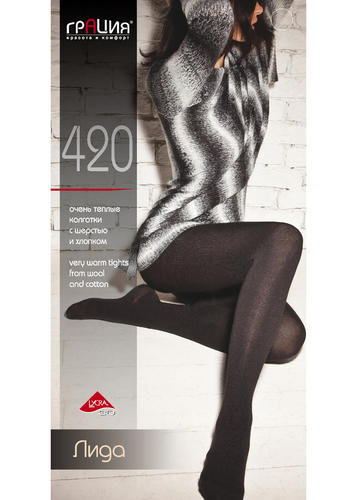 грАЦия
красота и комфорт
420
очень теплые
колготки
с шерстью
и хлопком
very warm tights
from wool
and cotton
LYCRA
Лида